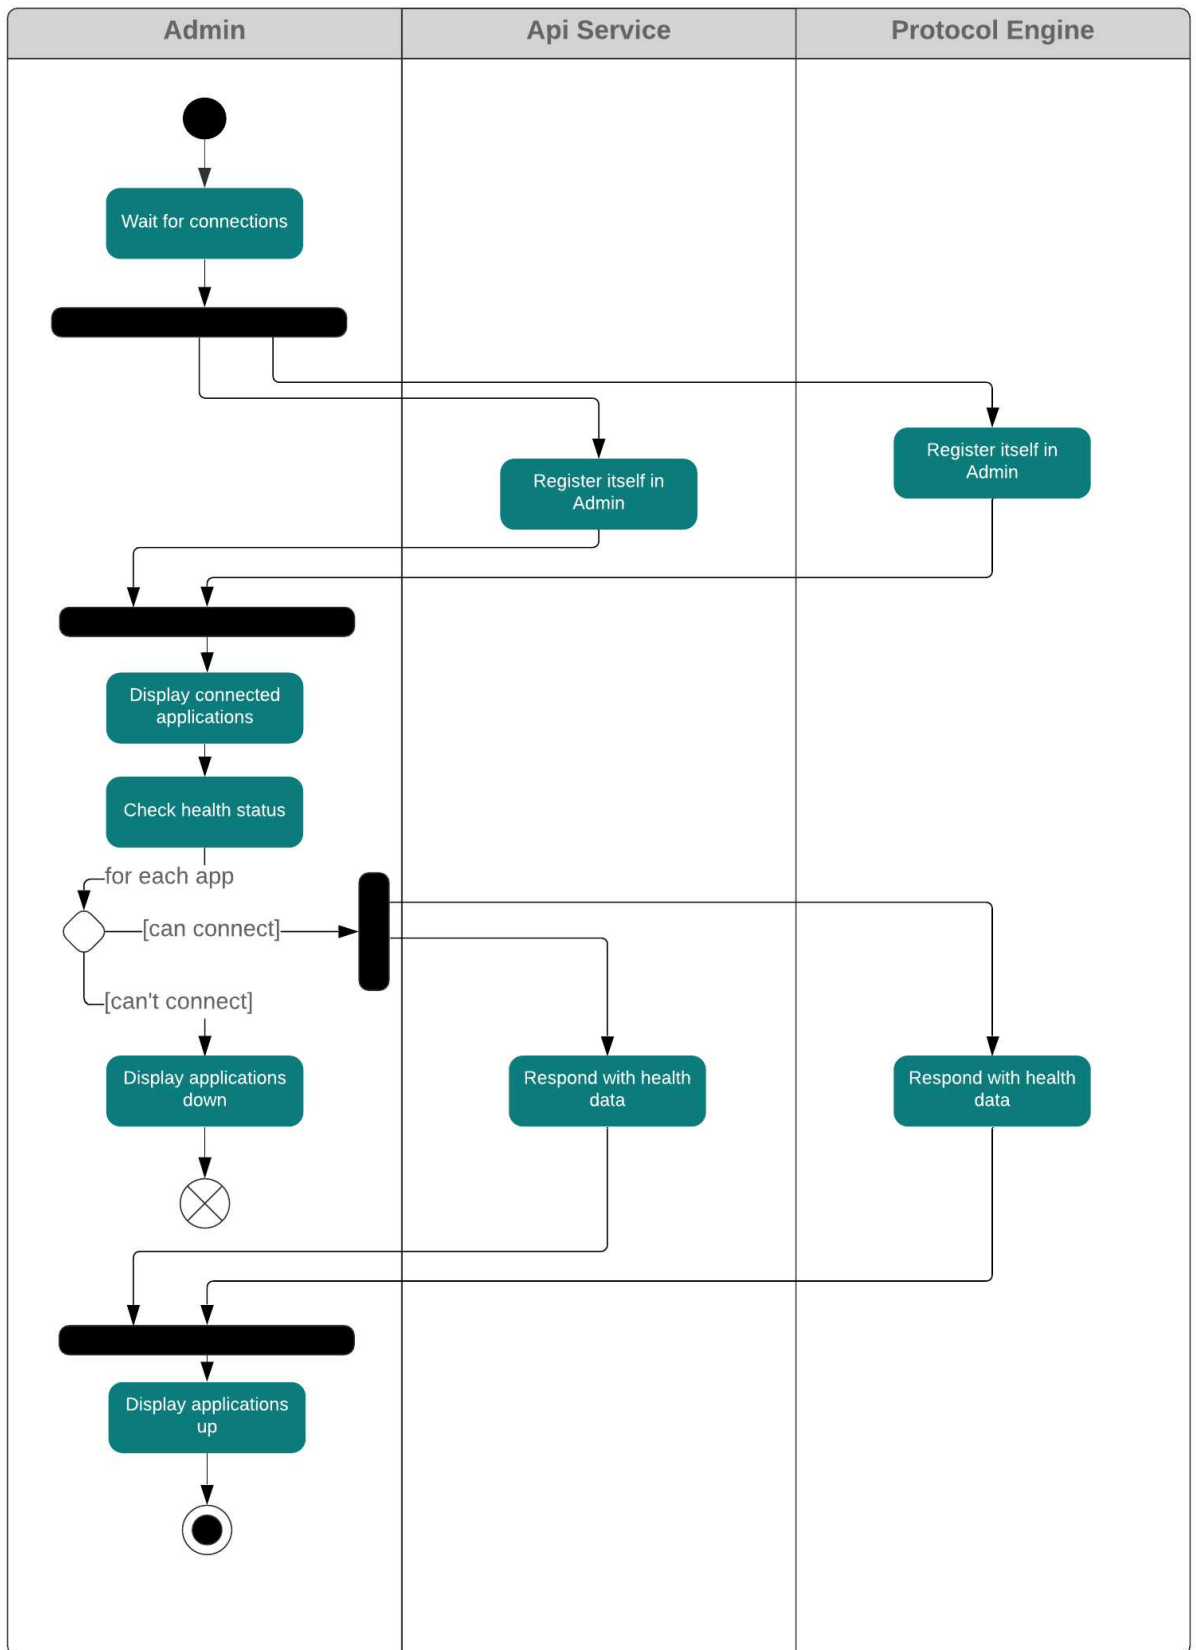 Admin
Api Service
Protocol Engine
Wait for connections
Register itself in
Admin
Register itself in
Admin
Display connected
applications
Check health status
for each app
[can connect]
[can't connect]
Display applications
down
Respond with health
data
Respond with health
data
Display applications
up